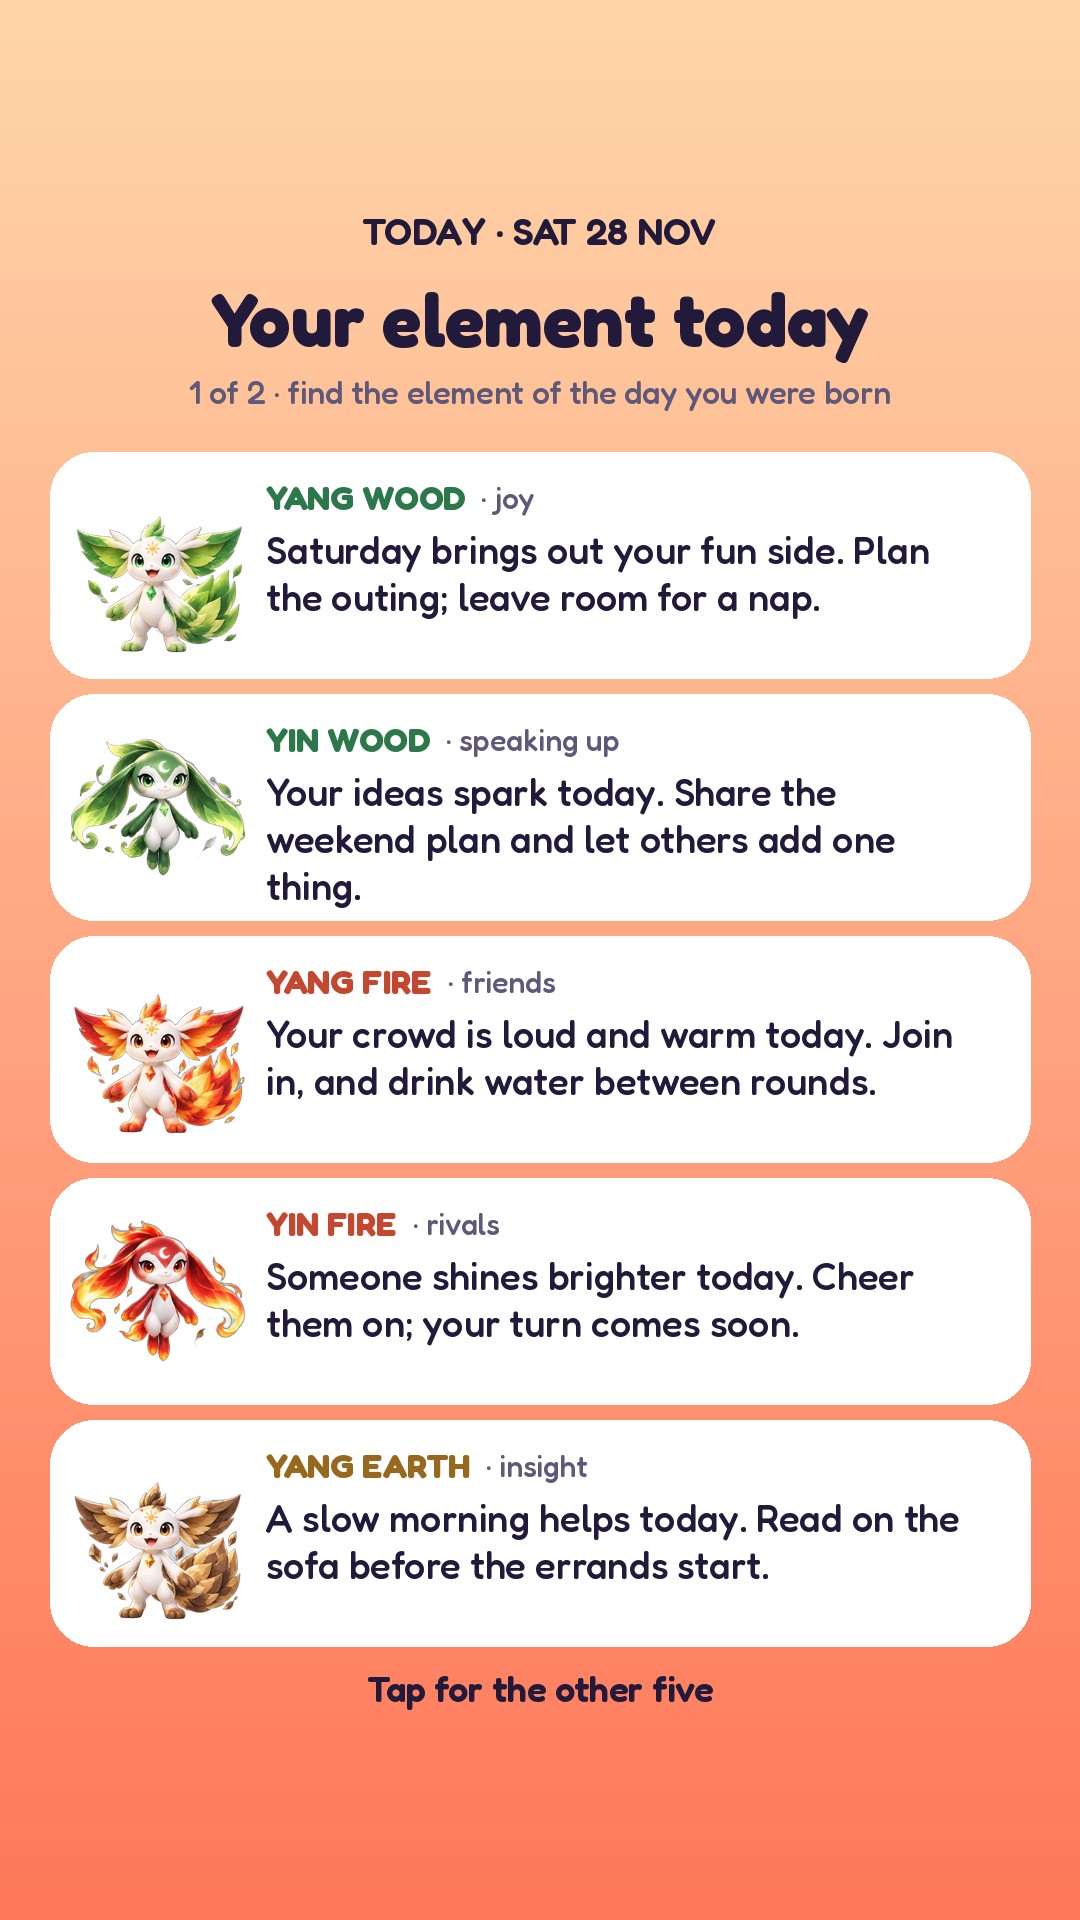 TODAY · SAT 28 NOV
Your element today
1 of 2 · find the element of the day you were born
YANG WOOD · joy
Saturday brings out your fun side. Plan
the outing; leave room for a nap.
YIN WOOD · speaking up
Your ideas spark today. Share the
weekend plan and let others add one
thing.
YANG FIRE · friends
Your crowd is loud and warm today. Join
in, and drink water between rounds.
YIN FIRE · rivals
Someone shines brighter today. Cheer
them on; your turn comes soon.
YANG EARTH · insight
A slow morning helps today. Read on the
sofa before the errands start.
Tap for the other five